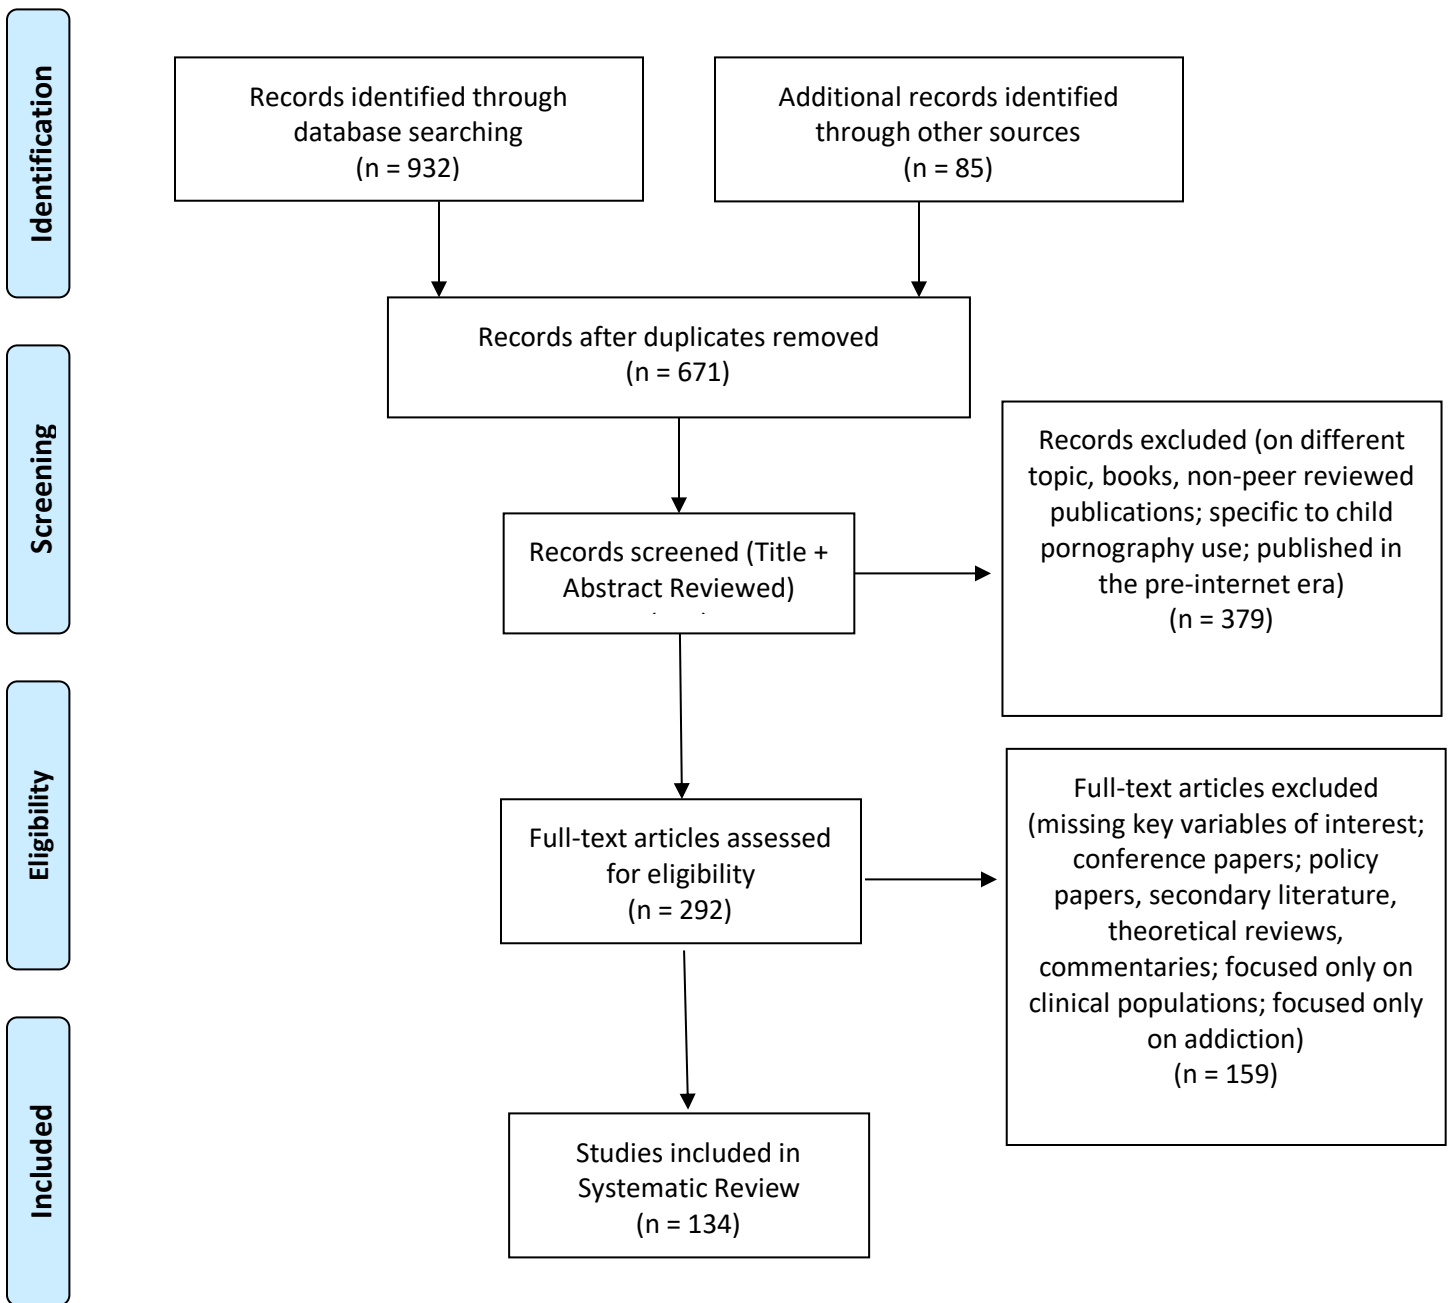 Identification
Records identified through
database searching
(n = 932)
Additional records identified
through other sources
(n = 85)
Records after duplicates removed
(n = 671)
Screening
Records screened (Title +
Abstract Reviewed)
Records excluded (on different
topic, books, non-peer reviewed
publications; specific to child
pornography use; published in
the pre-internet era)
(n = 379)
Eligibility
Full-text articles assessed
for eligibility
(n = 292)
Full-text articles excluded
(missing key variables of interest;
conference papers; policy
papers, secondary literature,
theoretical reviews,
commentaries; focused only on
clinical populations; focused only
on addiction)
(n = 159)
Included
Studies included in
Systematic Review
(n = 134)